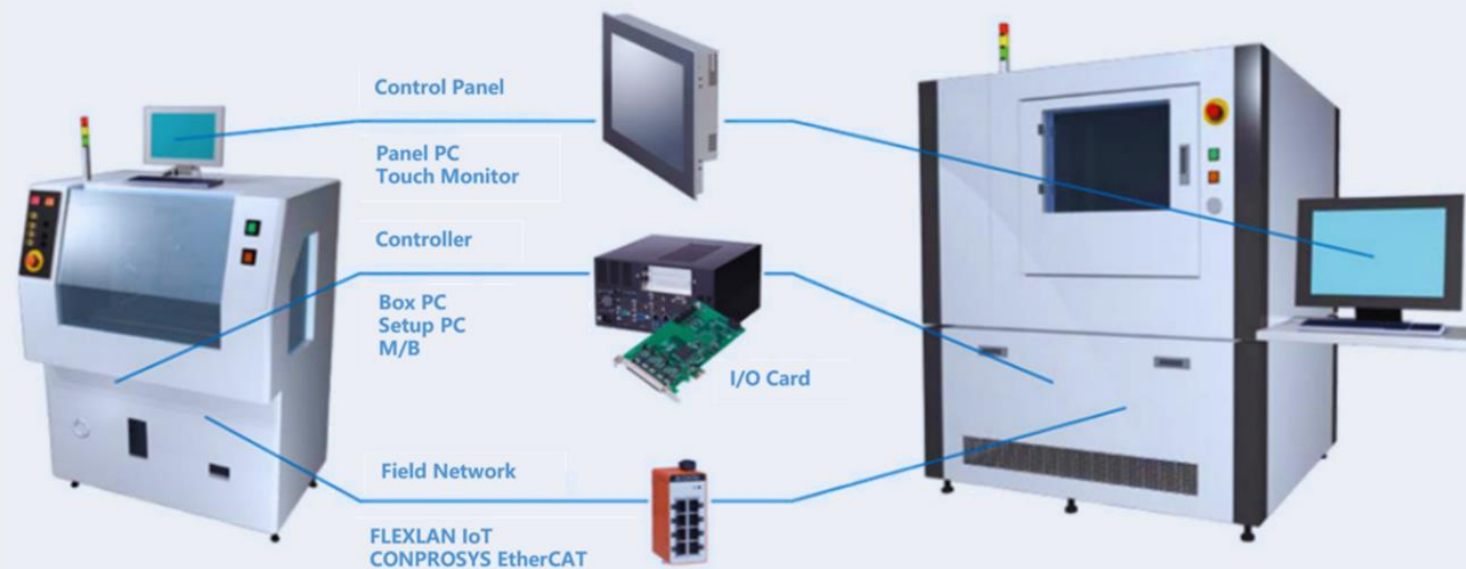 Control Panel
Panel PC
Touch Monitor
Controller
Box PC
Setup PC
M/B
I/O Card
Field Network
FLEXLAN IoT
CONPROSYS EtherCAT